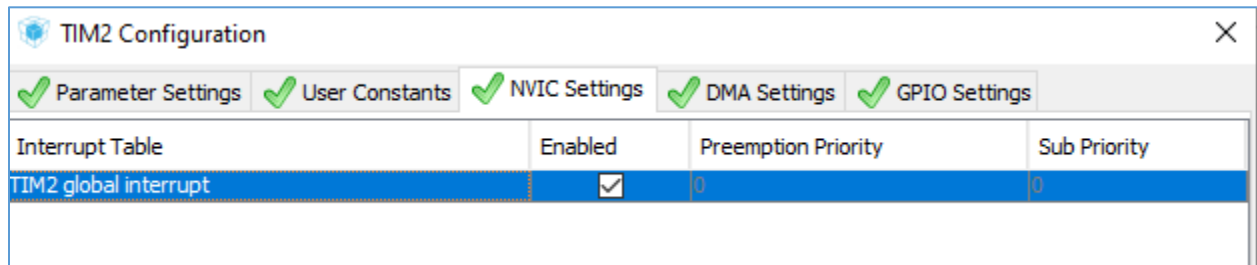 TIM2 Configuration
Parameter Settings User Constants NVIC Settings DMA Settings GPIO Settings
Interrupt Table Enabled Preemption Priority Sub Priority
TIM2 global interrupt 0 0